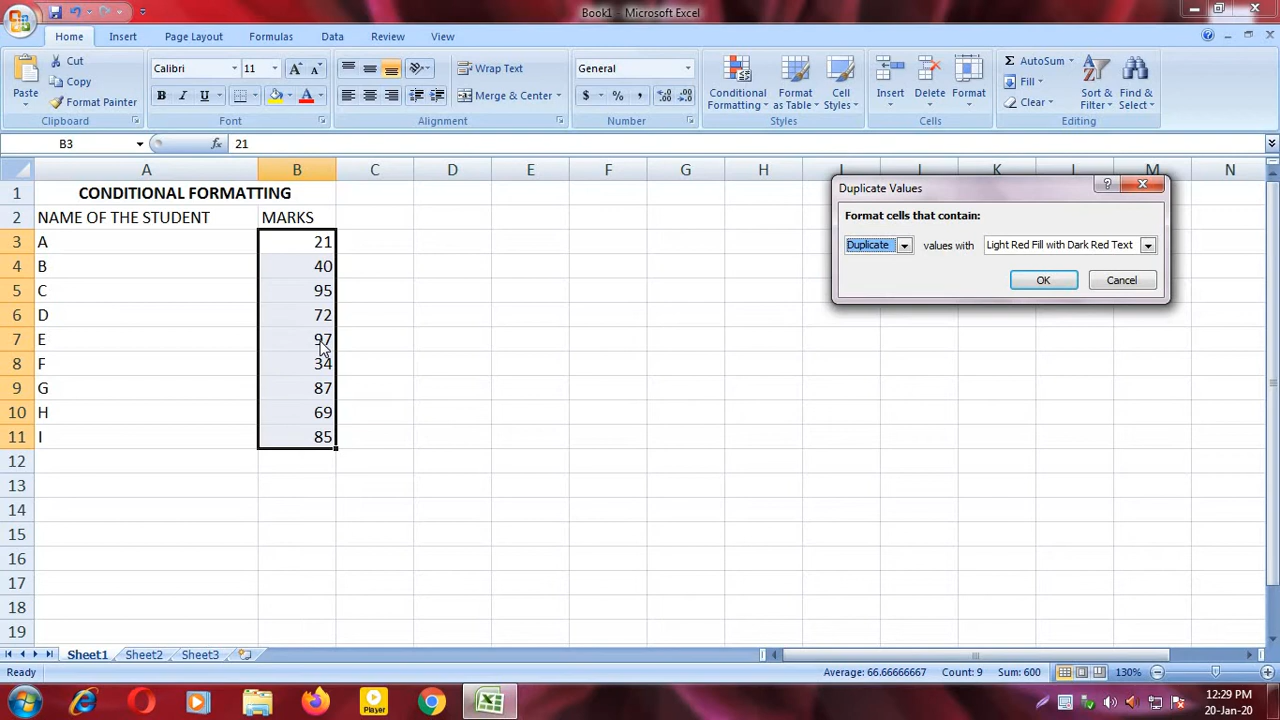 Book1 - Microsoft Excel
Home Insert Page Layout Formulas Data Review View
Paste
Cut
Copy
Format Painter
Clipboard
Calibri 11
B I U
Font
Wrap Text
Merge & Center
Alignment
General
$ % ,
Number
Conditional Formatting
Format as Table
Cell Styles
Styles
Insert Delete Format
Cells
AutoSum
Fill
Clear
Sort & Filter
Find & Select
Editing
B3 fx 21
A B C D E F G H I J K L M N
1 CONDITIONAL FORMATTING
2 NAME OF THE STUDENT MARKS
3 A 21
4 B 40
5 C 95
6 D 72
7 E 97
8 F 34
9 G 87
10 H 69
11 I 85
12
13
14
15
16
17
18
19
Duplicate Values
Format cells that contain:
Duplicate values with Light Red Fill with Dark Red Text
OK Cancel
Sheet1 Sheet2 Sheet3
Ready Average: 66.66666667 Count: 9 Sum: 600 130%
Player
12:29 PM
20-Jan-20